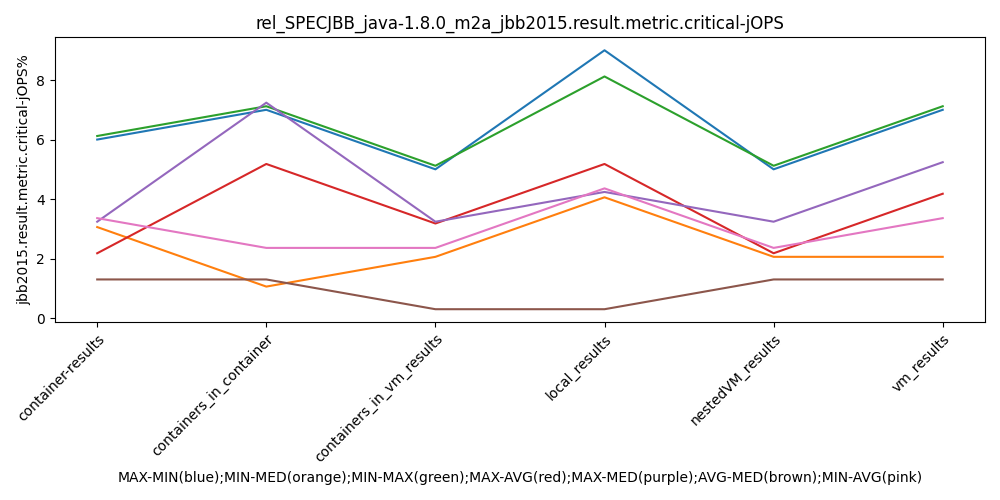 rel_SPECJBB_java-1.8.0_m2a_jbb2015.result.metric.critical-jOPS
jbb2015.result.metric.critical-jOPS%
8
6
4
2
0
container-results
containers_in_container
containers_in_vm_results
local_results
nestedVM_results
vm_results
MAX-MIN(blue);MIN-MED(orange);MIN-MAX(green);MAX-AVG(red);MAX-MED(purple);AVG-MED(brown);MIN-AVG(pink)